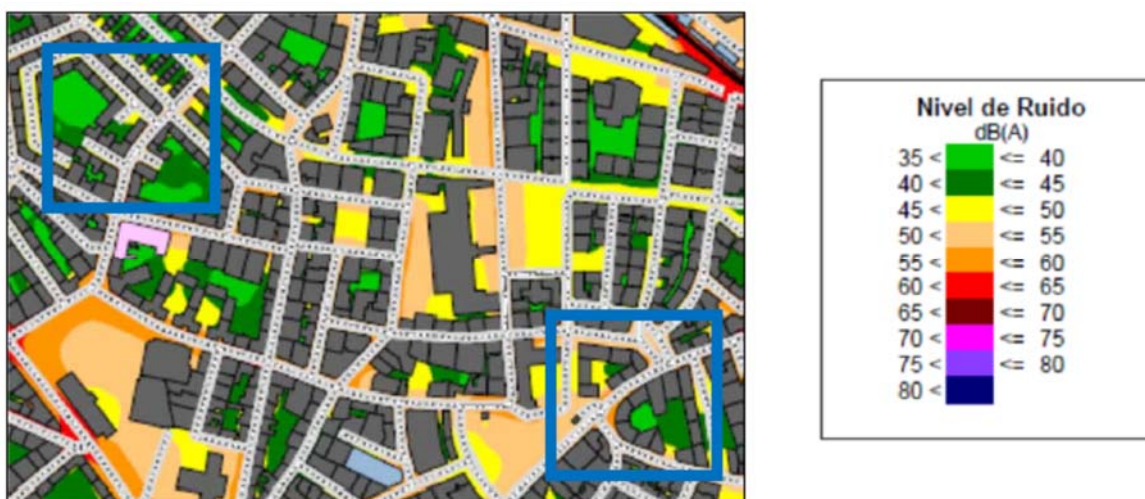 Nivel de Ruido
dB(A)
35 < <= 40
40 < <= 45
45 < <= 50
50 < <= 55
55 < <= 60
60 < <= 65
65 < <= 70
70 < <= 75
75 < <= 80
80 <